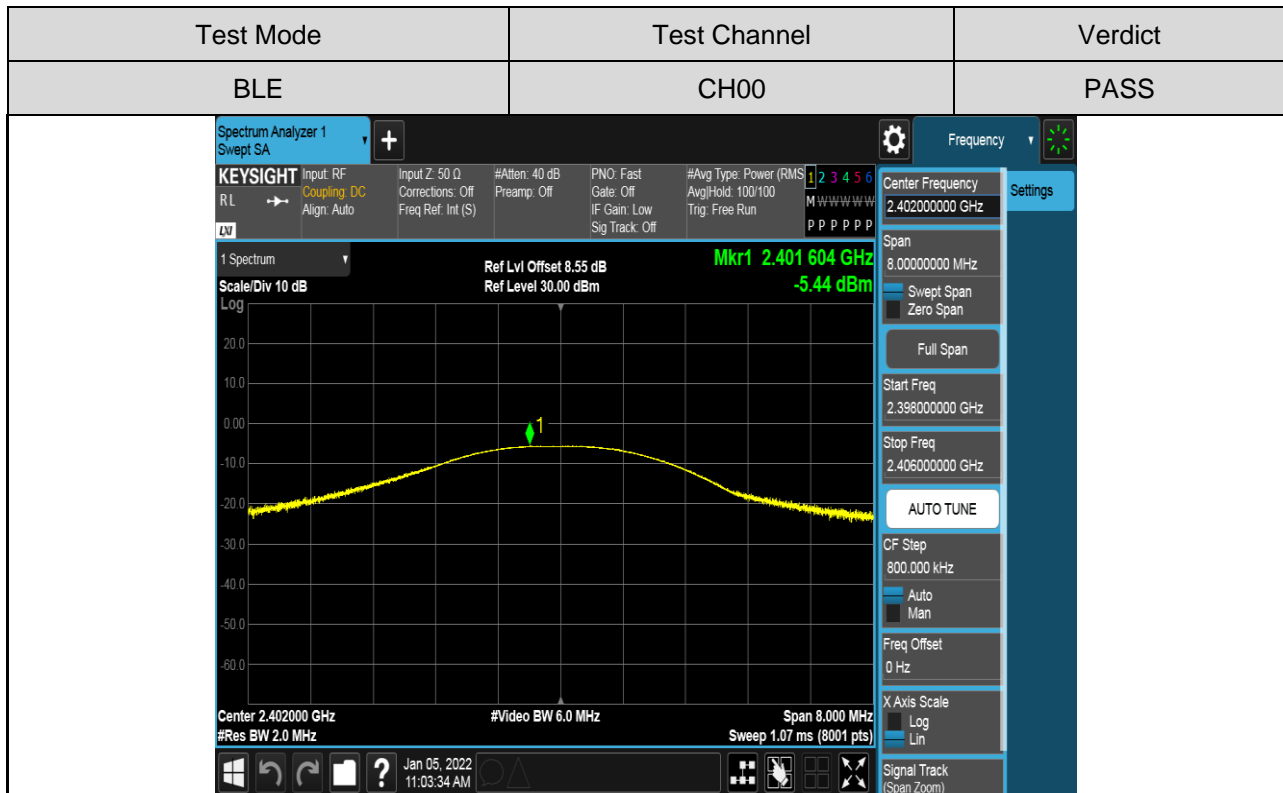 Test Mode Test Channel Verdict
BLE CH00 PASS
Spectrum Analyzer 1
Swept SA
+
Frequency
KEYSIGHT
RL
LXI
Input: RF
Coupling: DC
Align: Auto
Input Z: 50 Ω
Corrections: Off
Freq Ref: Int (S)
#Atten: 40 dB
Preamp: Off
PNO: Fast
Gate: Off
IF Gain: Low
Sig Track: Off
#Avg Type: Power (RMS
Avg|Hold: 100/100
Trig: Free Run
1 2 3 4 5 6
M W W W W W
P P P P P P
1 Spectrum
Scale/Div 10 dB
Ref Lvl Offset 8.55 dB
Ref Level 30.00 dBm
Mkr1 2.401 604 GHz
-5.44 dBm
Log
20.0
10.0
0.00
-10.0
-20.0
-30.0
-40.0
-50.0
-60.0
1
Center 2.402000 GHz
#Res BW 2.0 MHz
#Video BW 6.0 MHz
Span 8.000 MHz
Sweep 1.07 ms (8001 pts)
Center Frequency
2.402000000 GHz
Settings
Span
8.00000000 MHz
Swept Span
Zero Span
Full Span
Start Freq
2.398000000 GHz
Stop Freq
2.406000000 GHz
AUTO TUNE
CF Step
800.000 kHz
Auto
Man
Freq Offset
0 Hz
X Axis Scale
Log
Lin
Signal Track
(Span Zoom)
?
Jan 05, 2022
11:03:34 AM